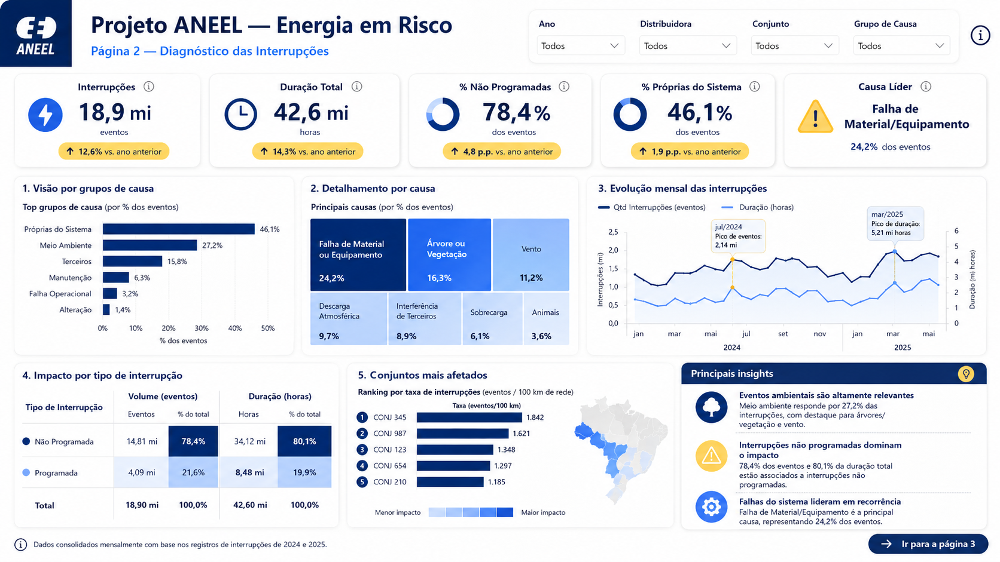 ANEEL
Projeto ANEEL — Energia em Risco
Página 2 — Diagnóstico das Interrupções
Ano
Todos
Distribuidora
Todos
Conjunto
Todos
Grupo de Causa
Todos
Interrupções
18,9 mi
eventos
↑ 12,6% vs. ano anterior
Duração Total
42,6 mi
horas
↑ 14,3% vs. ano anterior
% Não Programadas
78,4%
dos eventos
↑ 4,8 p.p. vs. ano anterior
% Próprias do Sistema
46,1%
dos eventos
↑ 1,9 p.p. vs. ano anterior
Causa Líder
Falha de
Material/Equipamento
24,2% dos eventos
1. Visão por grupos de causa
Top grupos de causa (por % dos eventos)
Próprias do Sistema 46,1%
Meio Ambiente 27,2%
Terceiros 15,8%
Manutenção 6,3%
Falha Operacional 3,2%
Alteração 1,4%
0% 10% 20% 30% 40% 50%
% dos eventos
2. Detalhamento por causa
Principais causas (por % dos eventos)
Falha de Material
ou Equipamento
24,2%
Árvore ou
Vegetação
16,3%
Vento
11,2%
Descarga
Atmosférica
9,7%
Interferência
de Terceiros
8,9%
Sobrecarga
6,1%
Animais
3,6%
3. Evolução mensal das interrupções
Qtd Interrupções (eventos) Duração (horas)
jul/2024
Pico de eventos:
2,14 mi
mar/2025
Pico de duração:
5,21 mi horas
Interrupções (mi)
2,5
2,0
1,5
1,0
0,5
0,0
6
5
4
3
2
1
0
Duração (mi horas)
jan mar mai jul set nov jan mar mai
2024 2025
4. Impacto por tipo de interrupção
Tipo de Interrupção
Volume (eventos) Duração (horas)
Eventos % do total Horas % do total
Não Programada 14,81 mi 78,4% 34,12 mi 80,1%
Programada 4,09 mi 21,6% 8,48 mi 19,9%
Total 18,90 mi 100,0% 42,60 mi 100,0%
5. Conjuntos mais afetados
Ranking por taxa de interrupções (eventos / 100 km de rede)
Taxa (eventos/100 km)
1 CONJ 345 1.842
2 CONJ 987 1.621
3 CONJ 123 1.348
4 CONJ 654 1.297
5 CONJ 210 1.185
Menor impacto Maior impacto
Principais insights
Eventos ambientais são altamente relevantes
Meio ambiente responde por 27,2% das
interrupções, com destaque para árvores/
vegetação e vento.
Interrupções não programadas dominam
o impacto
78,4% dos eventos e 80,1% da duração total
estão associados a interrupções não
programadas.
Falhas do sistema lideram em recorrência
Falha de Material/Equipamento é a principal
causa, representando 24,2% dos eventos.
Dados consolidados mensalmente com base nos registros de interrupções de 2024 e 2025.
→ Ir para a página 3